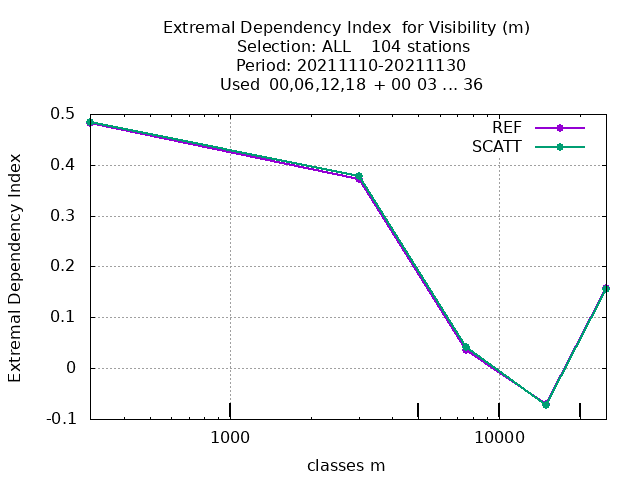 Extremal Dependency Index for Visibility (m)
Selection: ALL 104 stations
Period: 20211110-20211130
Used 00,06,12,18 + 00 03 ... 36
REF
SCATT
Extremal Dependency Index
0.5
0.4
0.3
0.2
0.1
0
-0.1
1000 10000
classes m